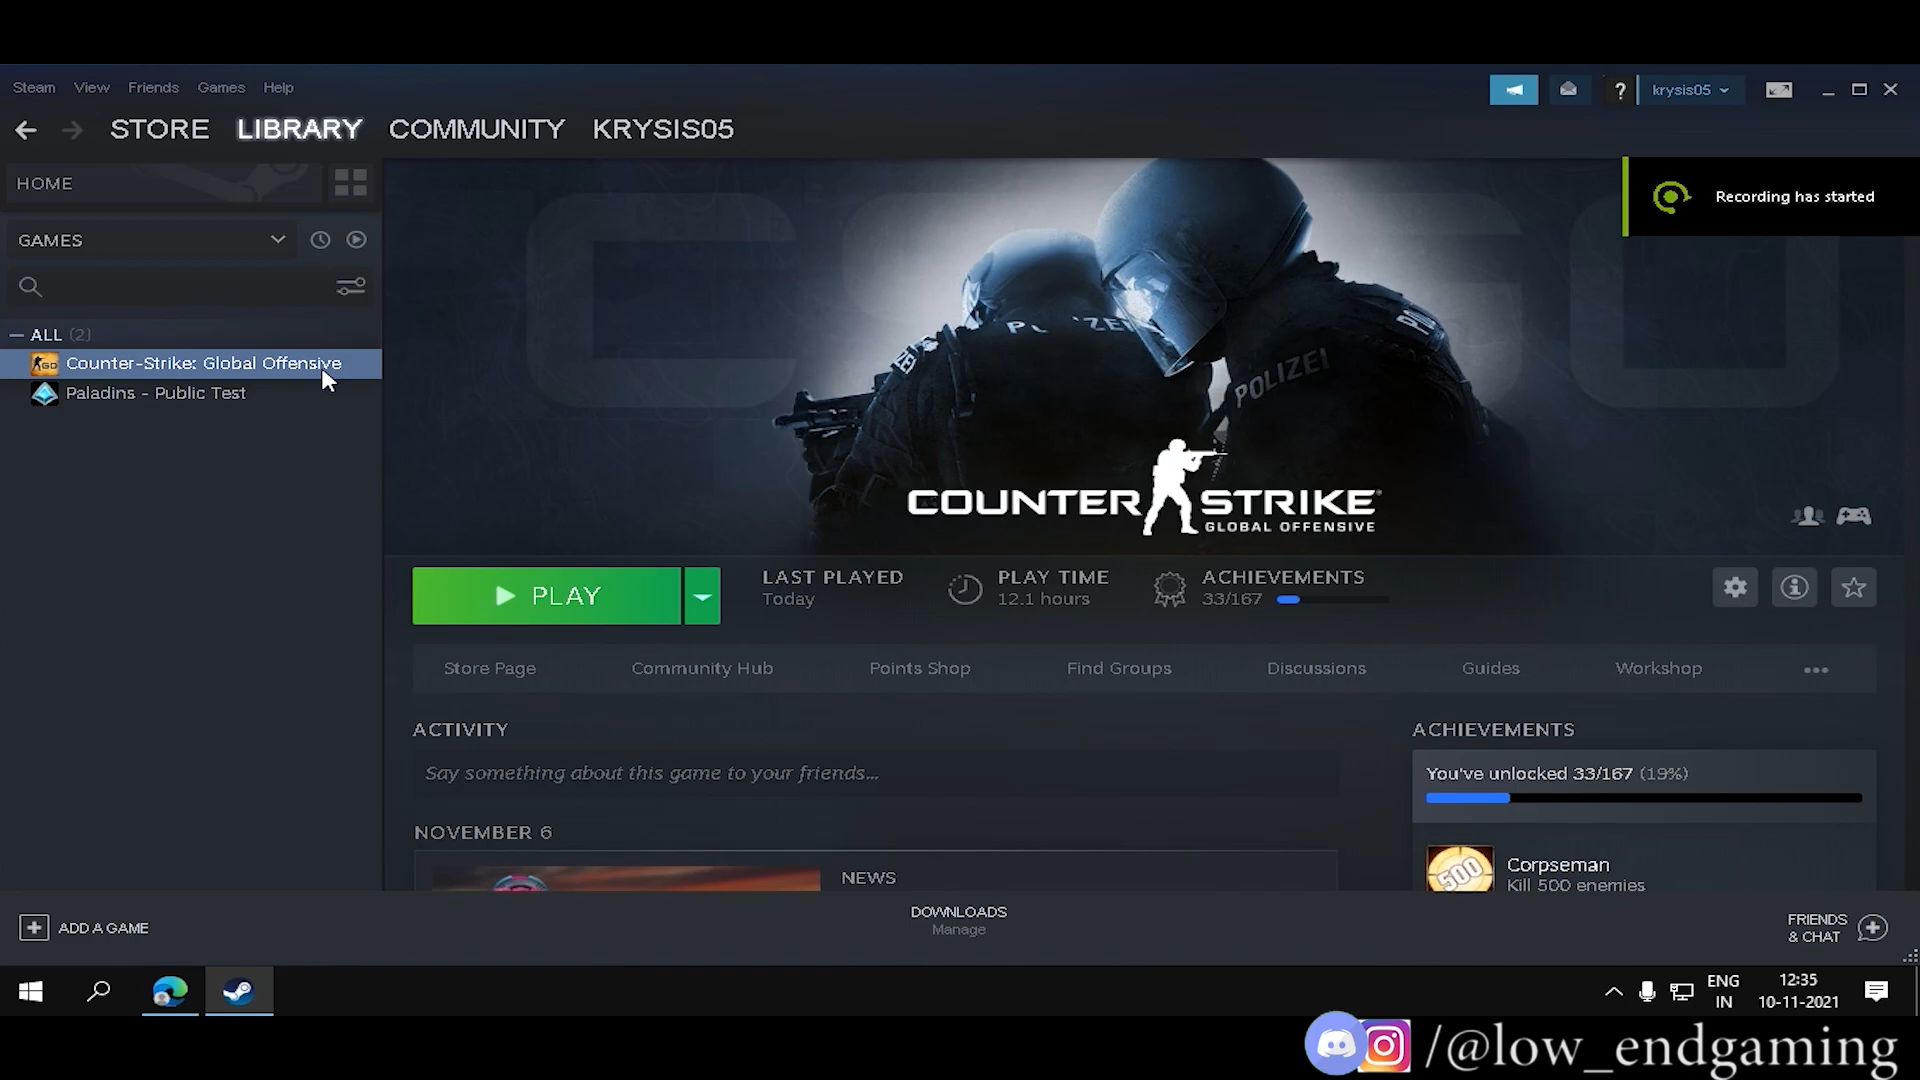 Steam View Friends Games Help
krysis05
STORE LIBRARY COMMUNITY KRYSIS05
HOME
Recording has started
GAMES
ALL (2)
Counter-Strike: Global Offensive
Paladins - Public Test
POLIZEI
POLIZEI
COUNTER STRIKE
GLOBAL OFFENSIVE
PLAY
LAST PLAYED
Today
PLAY TIME
12.1 hours
ACHIEVEMENTS
33/167
Store Page Community Hub Points Shop Find Groups Discussions Guides Workshop
ACTIVITY
Say something about this game to your friends...
NOVEMBER 6
NEWS
ACHIEVEMENTS
You've unlocked 33/167 (19%)
500
Corpseman
Kill 500 enemies
ADD A GAME
DOWNLOADS
Manage
FRIENDS
& CHAT
ENG
IN
12:35
10-11-2021
/@low_endgaming